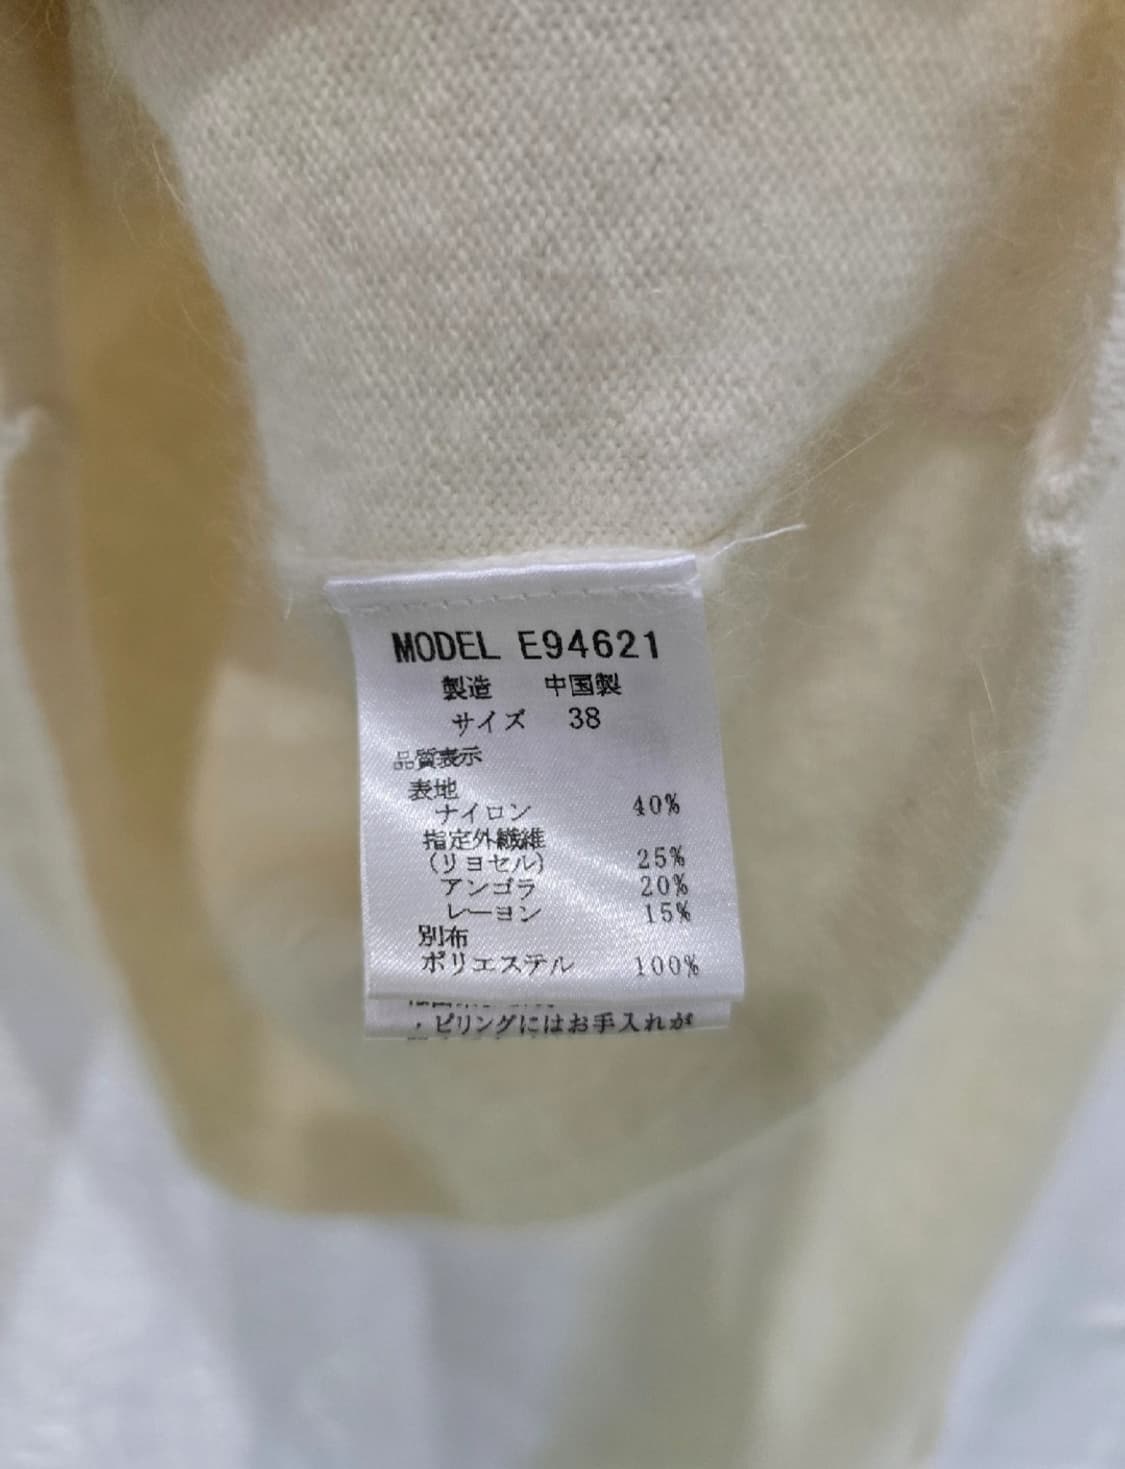 MODEL E94621
製造 中国製
サイズ 38
品質表示
表地
ナイロン 40%
指定外繊維
(リヨセル) 25%
アンゴラ 20%
レーヨン 15%
別布
ポリエステル 100%
・ピリングにはお手入れが